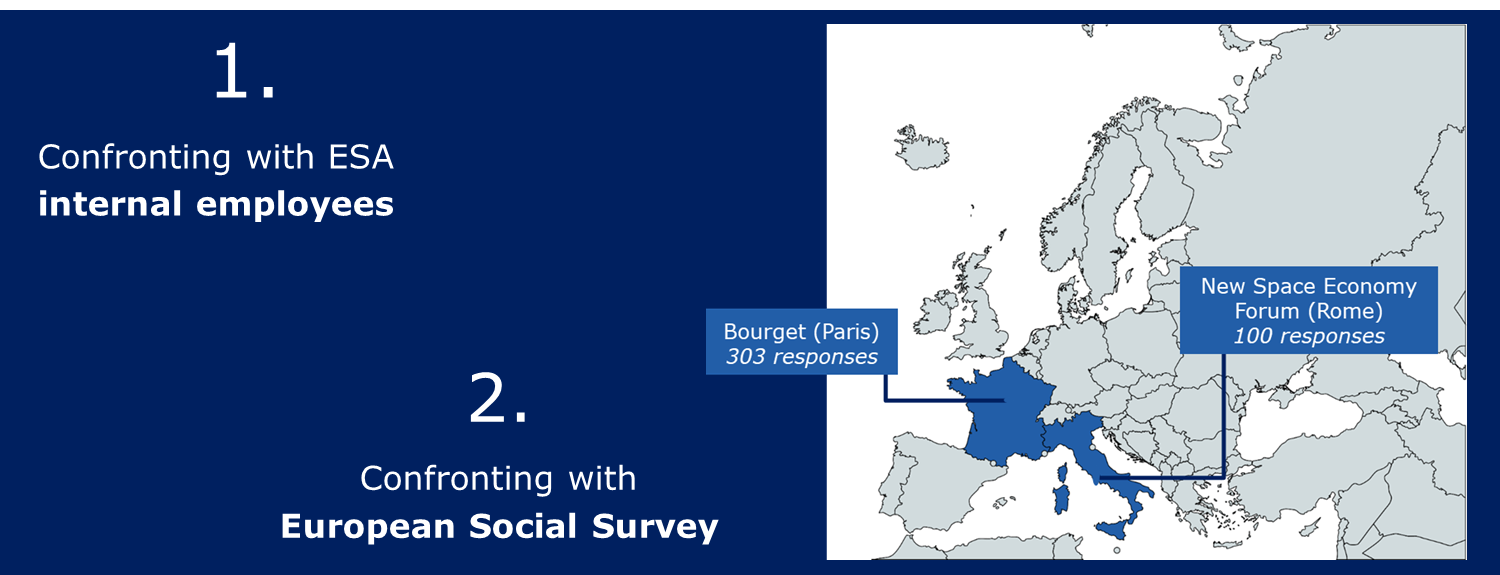 1.
Confronting with ESA
internal employees
2.
Confronting with
European Social Survey
Bourget (Paris)
303 responses
New Space Economy
Forum (Rome)
100 responses